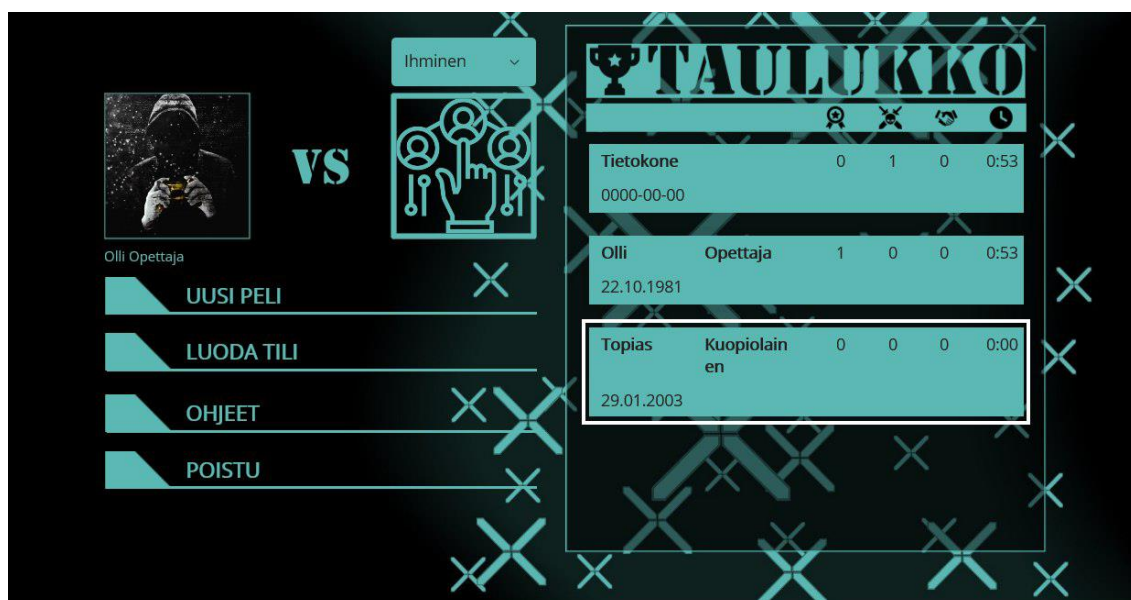 Ihminen
VS
Olli Opettaja
UUSI PELI
LUODA TILI
OHJEET
POISTU
TAULUKKO
Tietokone 0 1 0 0:53
0000-00-00
Olli Opettaja 1 0 0 0:53
22.10.1981
Topias Kuopiolain 0 0 0 0:00
en
29.01.2003